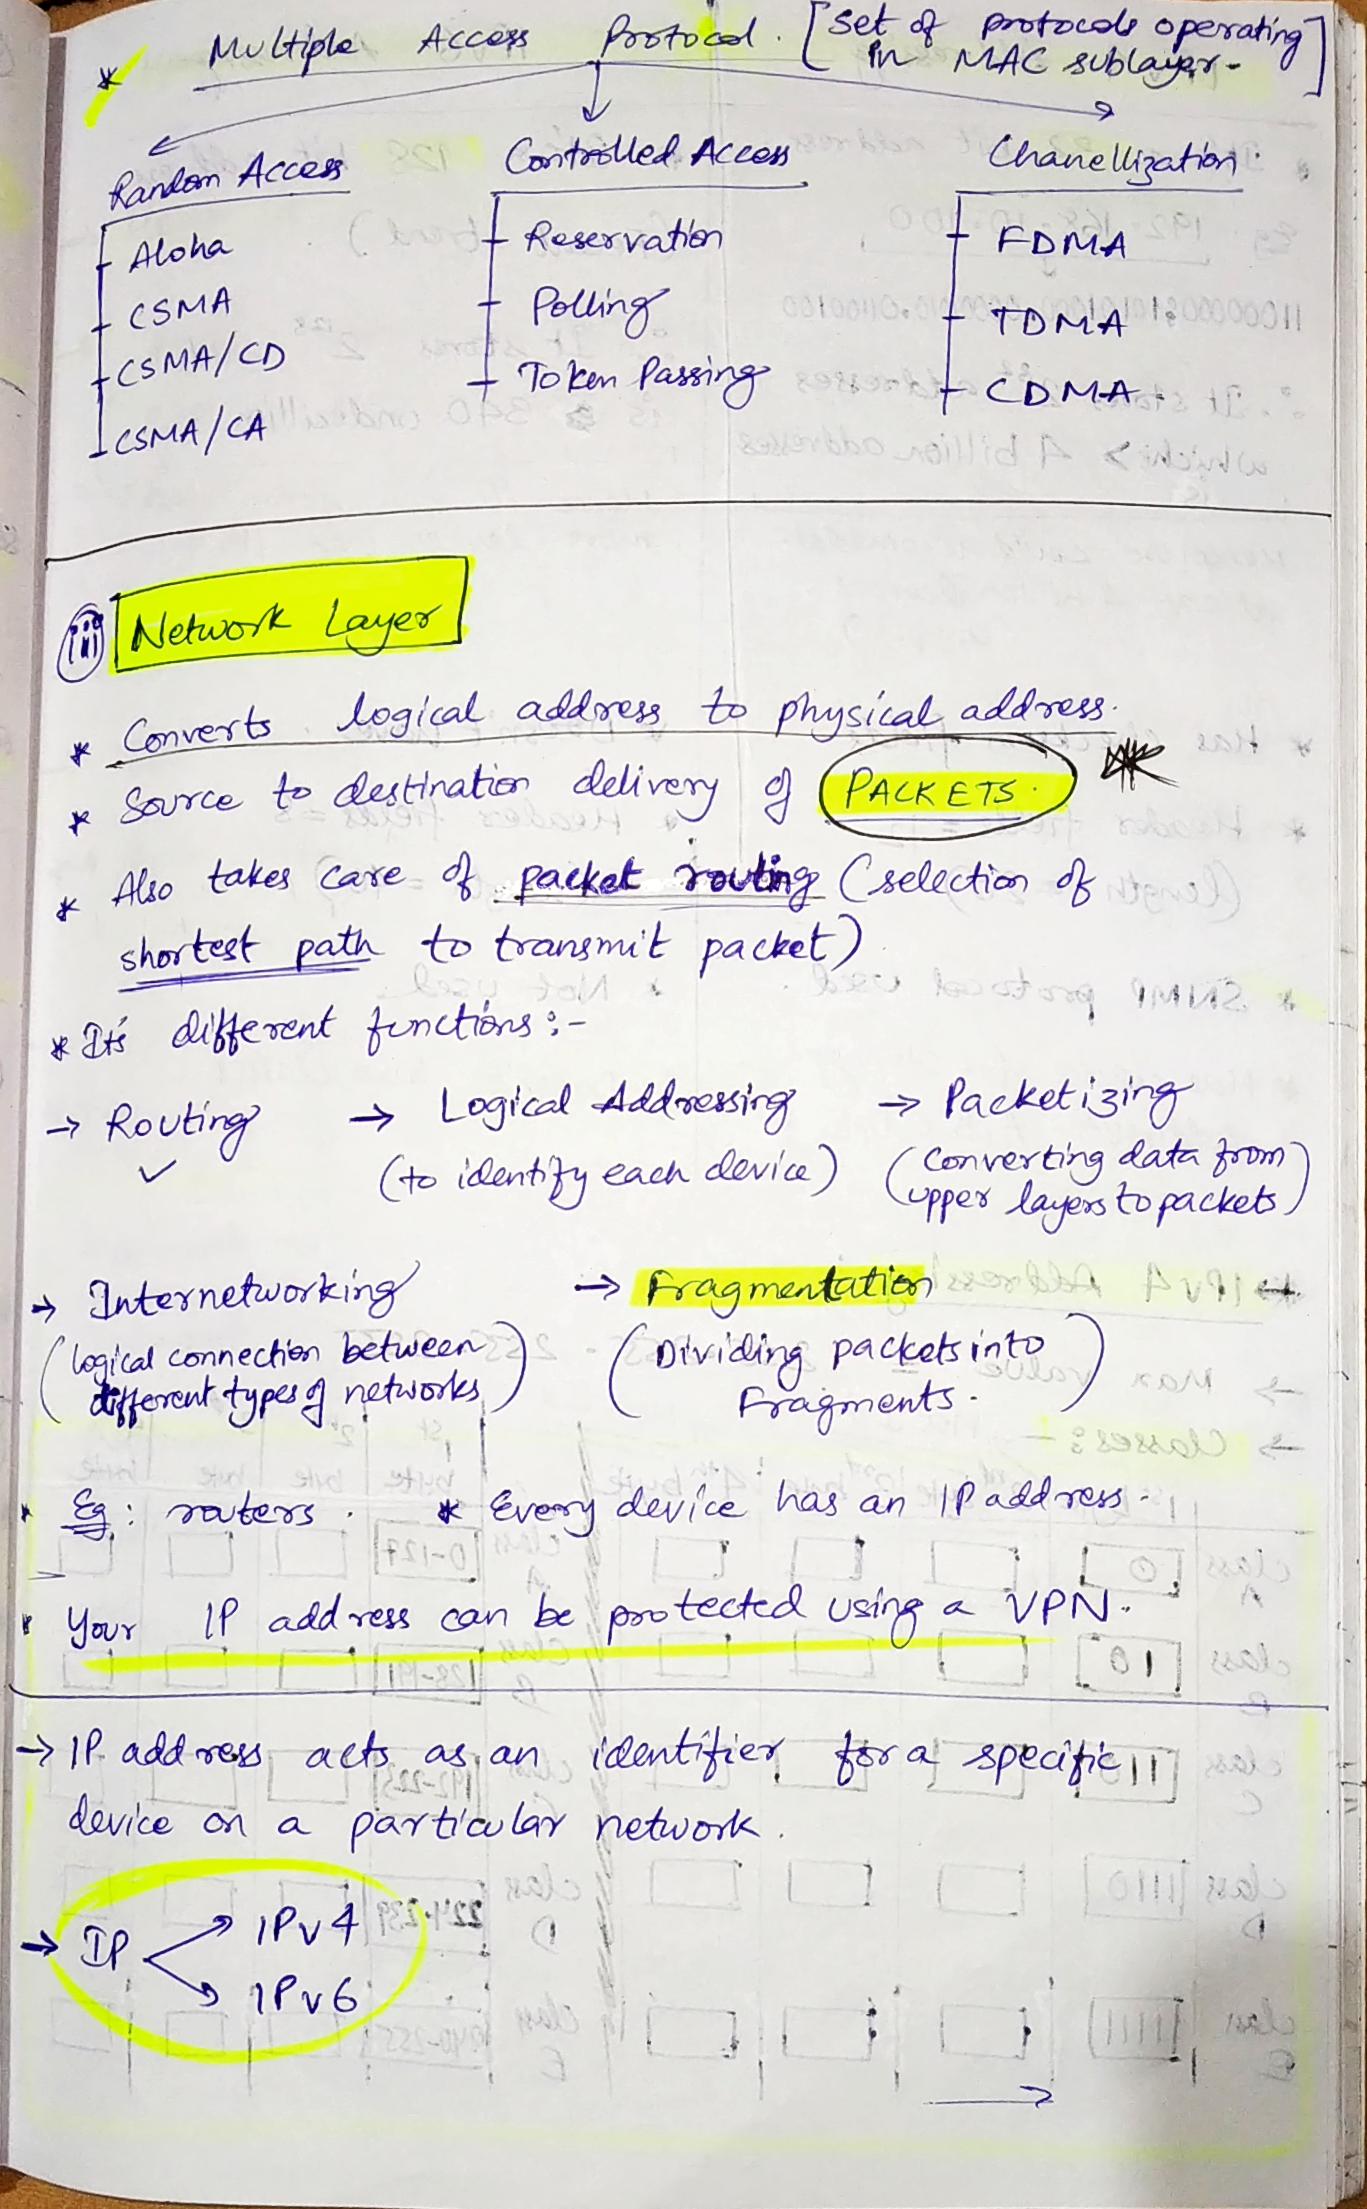 * Multiple Access Protocol. [Set of protocols operating
in MAC sublayer.]
Random Access
Aloha
CSMA
CSMA/CD
CSMA/CA
Controlled Access
Reservation
Polling
Token Passing
Chanellization.
FDMA
TDMA
CDMA
(iii) Network Layer
* Converts logical address to physical address.
* Source to destination delivery of PACKETS.
* Also takes care of packet routing (selection of
shortest path to transmit packet)
* It's different functions :-
→ Routing → Logical Addressing → Packetizing
✓ (to identify each device) (converting data from
upper layers to packets)
→ Internetworking → Fragmentation
(logical connection between (Dividing packets into
different types of networks) Fragments.)
* Eg: routers. * Every device has an IP address.
* Your IP address can be protected using a VPN.
→ IP address acts as an identifier for a specific
device on a particular network.
→ IP
IPv4
IPv6